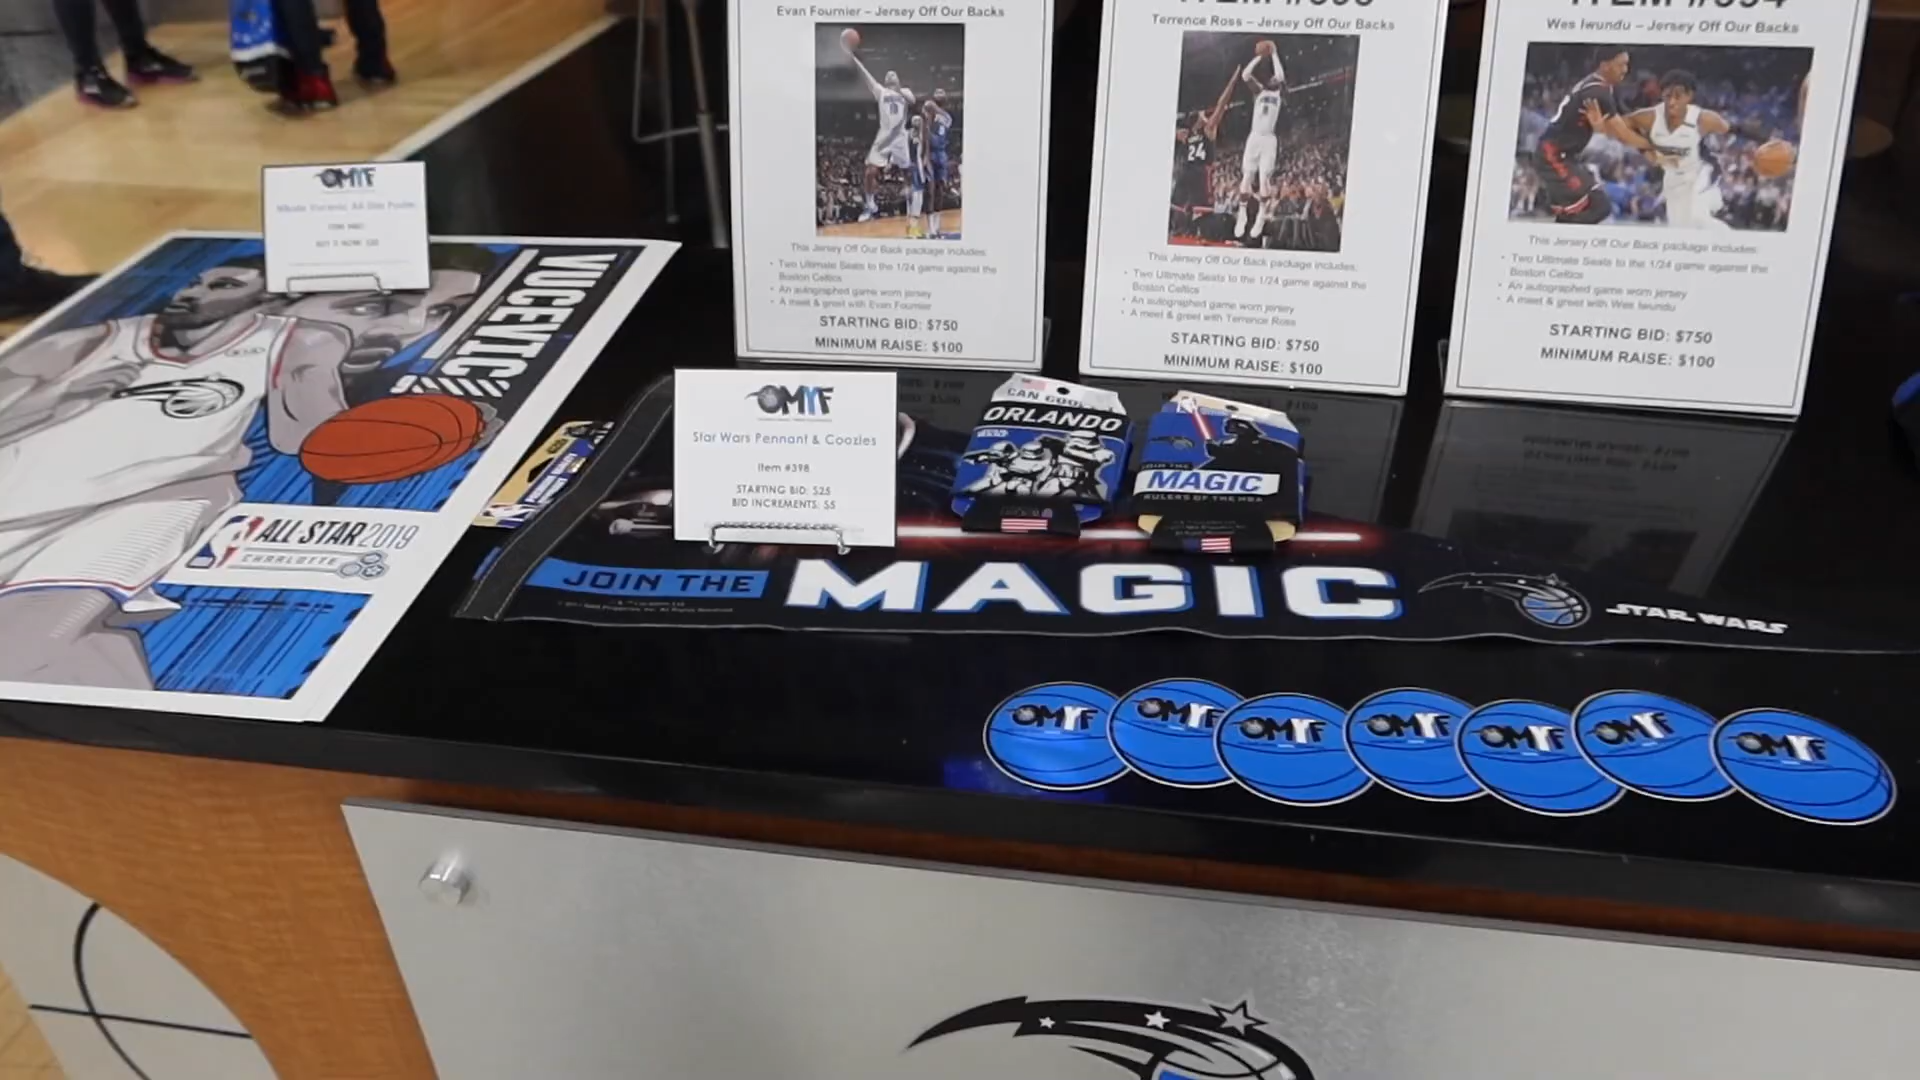 Evan Fournier – Jersey Off Our Backs
This Jersey Off Our Back package includes:
• Two Ultimate Seats to the 1/24 game against the
Boston Celtics
• An autographed game worn jersey
• A meet & greet with Evan Fournier
STARTING BID: $750
MINIMUM RAISE: $100
Terrence Ross – Jersey Off Our Backs
24
This Jersey Off Our Back package includes:
• Two Ultimate Seats to the 1/24 game against the
Boston Celtics
• An autographed game worn jersey
• A meet & greet with Terrence Ross
STARTING BID: $750
MINIMUM RAISE: $100
Wes Iwundu – Jersey Off Our Backs
This Jersey Off Our Back package includes:
• Two Ultimate Seats to the 1/24 game against the
Boston Celtics
• An autographed game worn jersey
• A meet & greet with Wes Iwundu
STARTING BID: $750
MINIMUM RAISE: $100
OMYF
VUCEVIC
9
NBA ALL-STAR 2019
CHARLOTTE
OMYF
Star Wars Pennant & Coozies
Item #398
STARTING BID: $25
BID INCREMENTS: $5
ORLANDO
JOIN THE
MAGIC
RULERS OF THE NBA
JOIN THE MAGIC STAR WARS
OMYF
OMYF
OMYF
OMYF
OMYF
OMYF
OMYF